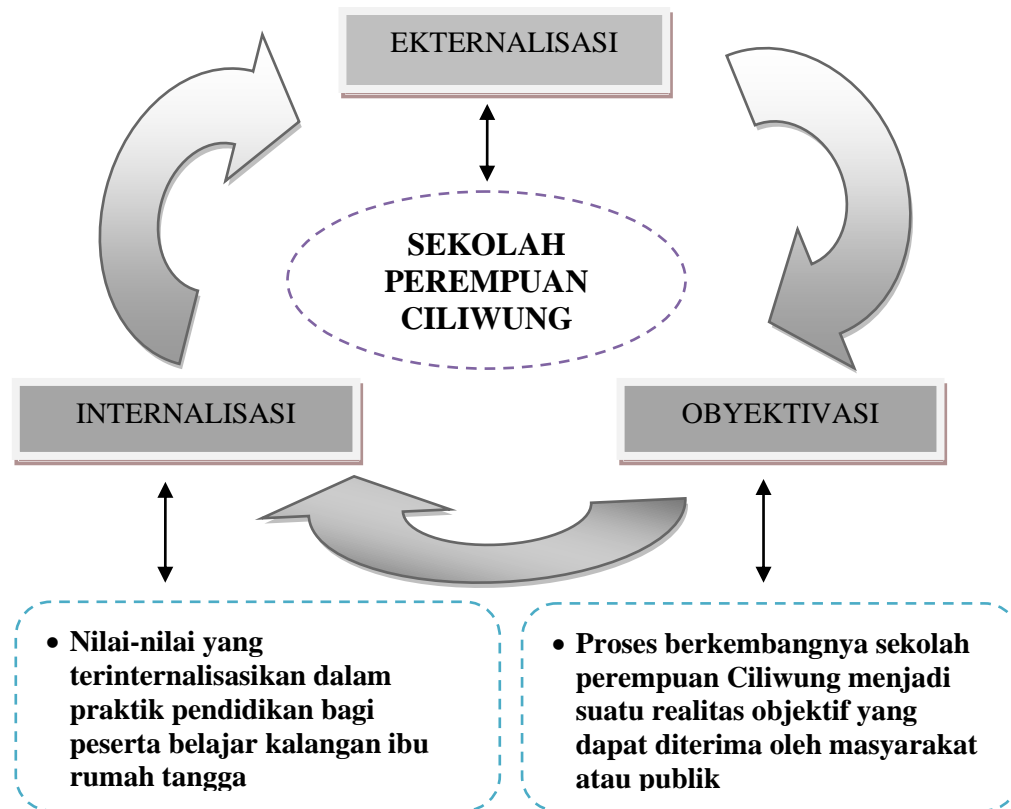 EKTERNALISASI
SEKOLAH
PEREMPUAN
CILIWUNG
INTERNALISASI
OBYEKTIVASI
• Nilai-nilai yang
terinternalisasikan dalam
praktik pendidikan bagi
peserta belajar kalangan ibu
rumah tangga
• Proses berkembangnya sekolah
perempuan Ciliwung menjadi
suatu realitas objektif yang
dapat diterima oleh masyarakat
atau publik